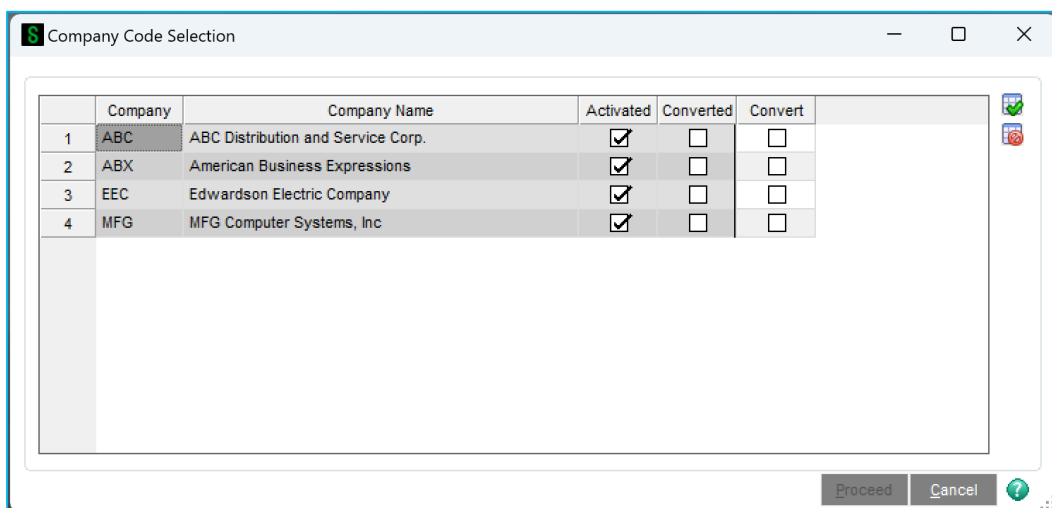 S Company Code Selection
Company Company Name Activated Converted Convert
1 ABC ABC Distribution and Service Corp.
2 ABX American Business Expressions
3 EEC Edwardson Electric Company
4 MFG MFG Computer Systems, Inc
Proceed Cancel ?